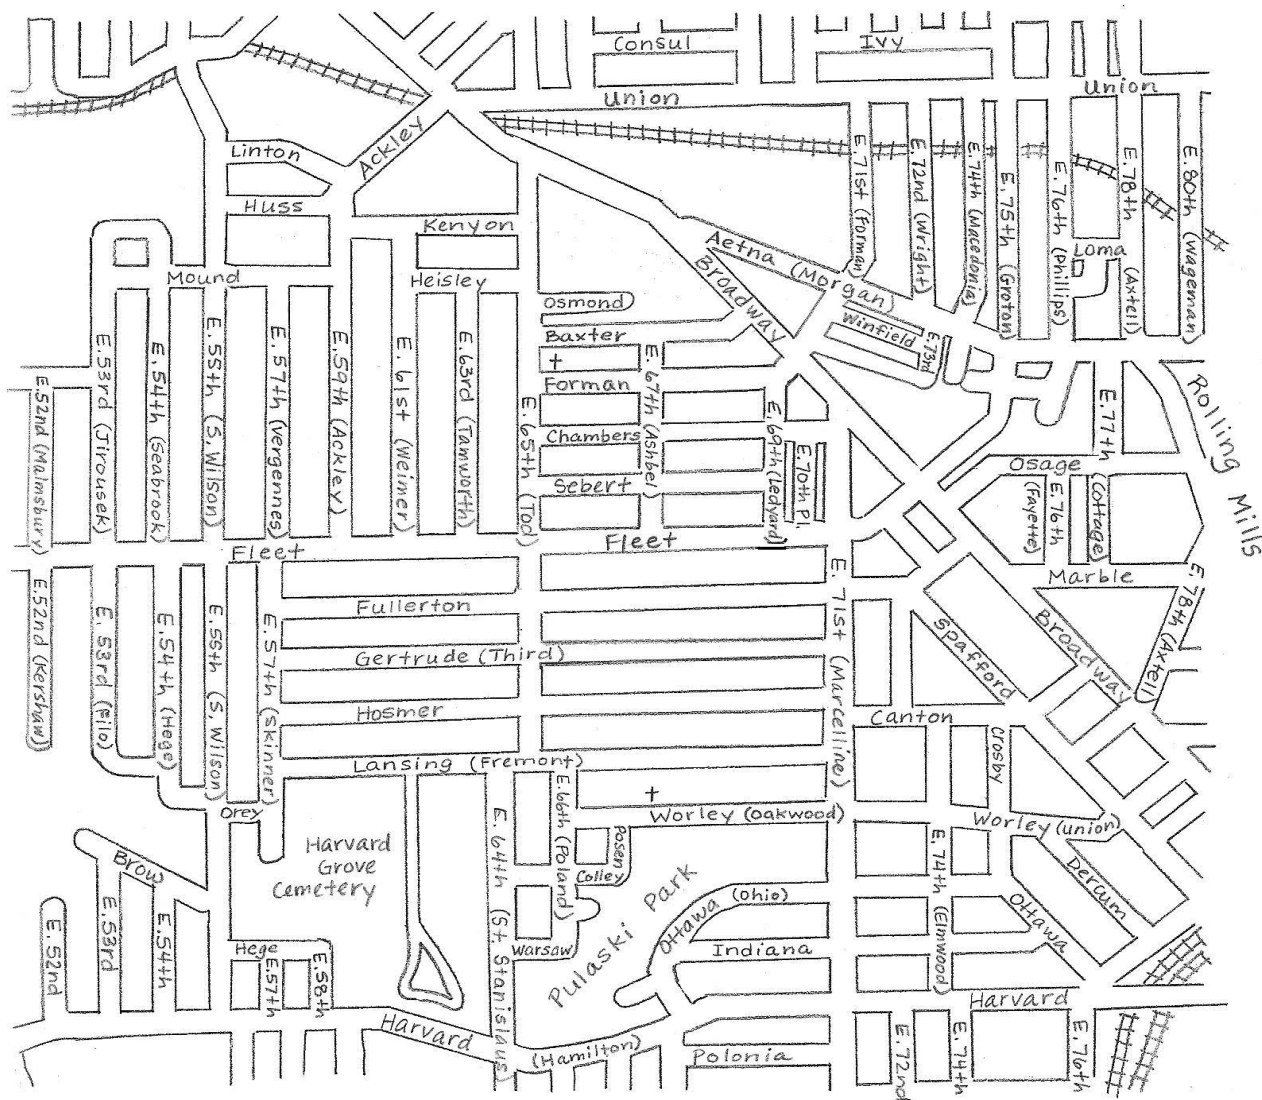 Consul
Ivy
Union
Union
Linton
Ackley
Huss
Kenyon
Mound
Heisley
Aetna (Morgan)
Broadway
E. 71st (Forman)
E. 72nd (Wright)
E. 74th (Macedonia)
E. 75th (Groton)
E. 76th (Phillips)
Loma
E. 78th (Axtell)
E. 80th (Wageman)
Osmond
Winfield
E. 73rd
Baxter
Forman
Chambers
Sebert
E. 52nd (Malmsbury)
E. 53rd (Jirousek)
E. 54th (Seabrook)
E. 55th (S. Wilson)
E. 57th (Vergennes)
E. 59th (Ackley)
E. 61st (Weimer)
E. 63rd (Tamworth)
E. 65th (Tod)
E. 67th (Ashbel)
E. 69th (Ledyard)
E. 70th Pl.
E. 77th
Rolling Mills
Osage
E. 76th (Fayette)
(Cottage)
Fleet
Fleet
Marble
Fullerton
Gertrude (Third)
Hosmer
Lansing (Fremont)
E. 52nd (Kershaw)
E. 53rd (Filo)
E. 54th (Hege)
E. 55th (S. Wilson)
E. 57th (Skinner)
E. 71st (Marcelline)
Spafford
Broadway
E. 78th (Axtell)
Canton
Crosby
Orey
Worley (Oakwood)
Worley (Union)
Harvard
Grove
Cemetery
E. 64th (St. Stanislaus)
E. 66th (Poland)
Posen
Colley
Warsaw
Pulaski Park
Ottawa (Ohio)
Indiana
E. 74th (Elmwood)
Ottawa
Dercum
Brow
E. 52nd
E. 53rd
E. 54th
Hege
E. 57th
E. 58th
Harvard
(Hamilton)
Polonia
Harvard
E. 72nd
E. 74th
E. 76th